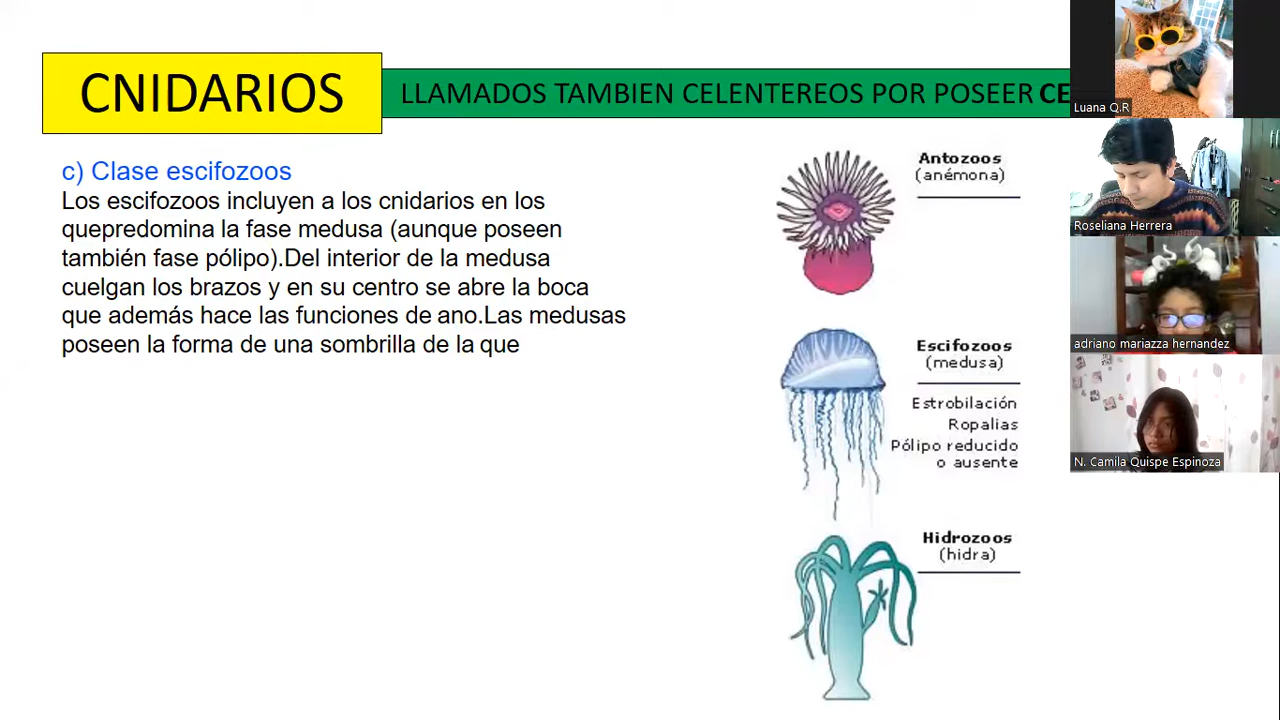 CNIDARIOS
LLAMADOS TAMBIEN CELENTEREOS POR POSEER CE
c) Clase escifozoos
Los escifozoos incluyen a los cnidarios en los
quepredomina la fase medusa (aunque poseen
también fase pólipo).Del interior de la medusa
cuelgan los brazos y en su centro se abre la boca
que además hace las funciones de ano.Las medusas
poseen la forma de una sombrilla de la que
Antozoos
(anémona)
Escifozoos
(medusa)
Estrobilación
Ropalias
Pólipo reducido
o ausente
Hidrozoos
(hidra)
Luana Q.R
Roseliana Herrera
adriano mariazza hernandez
N. Camila Quispe Espinoza